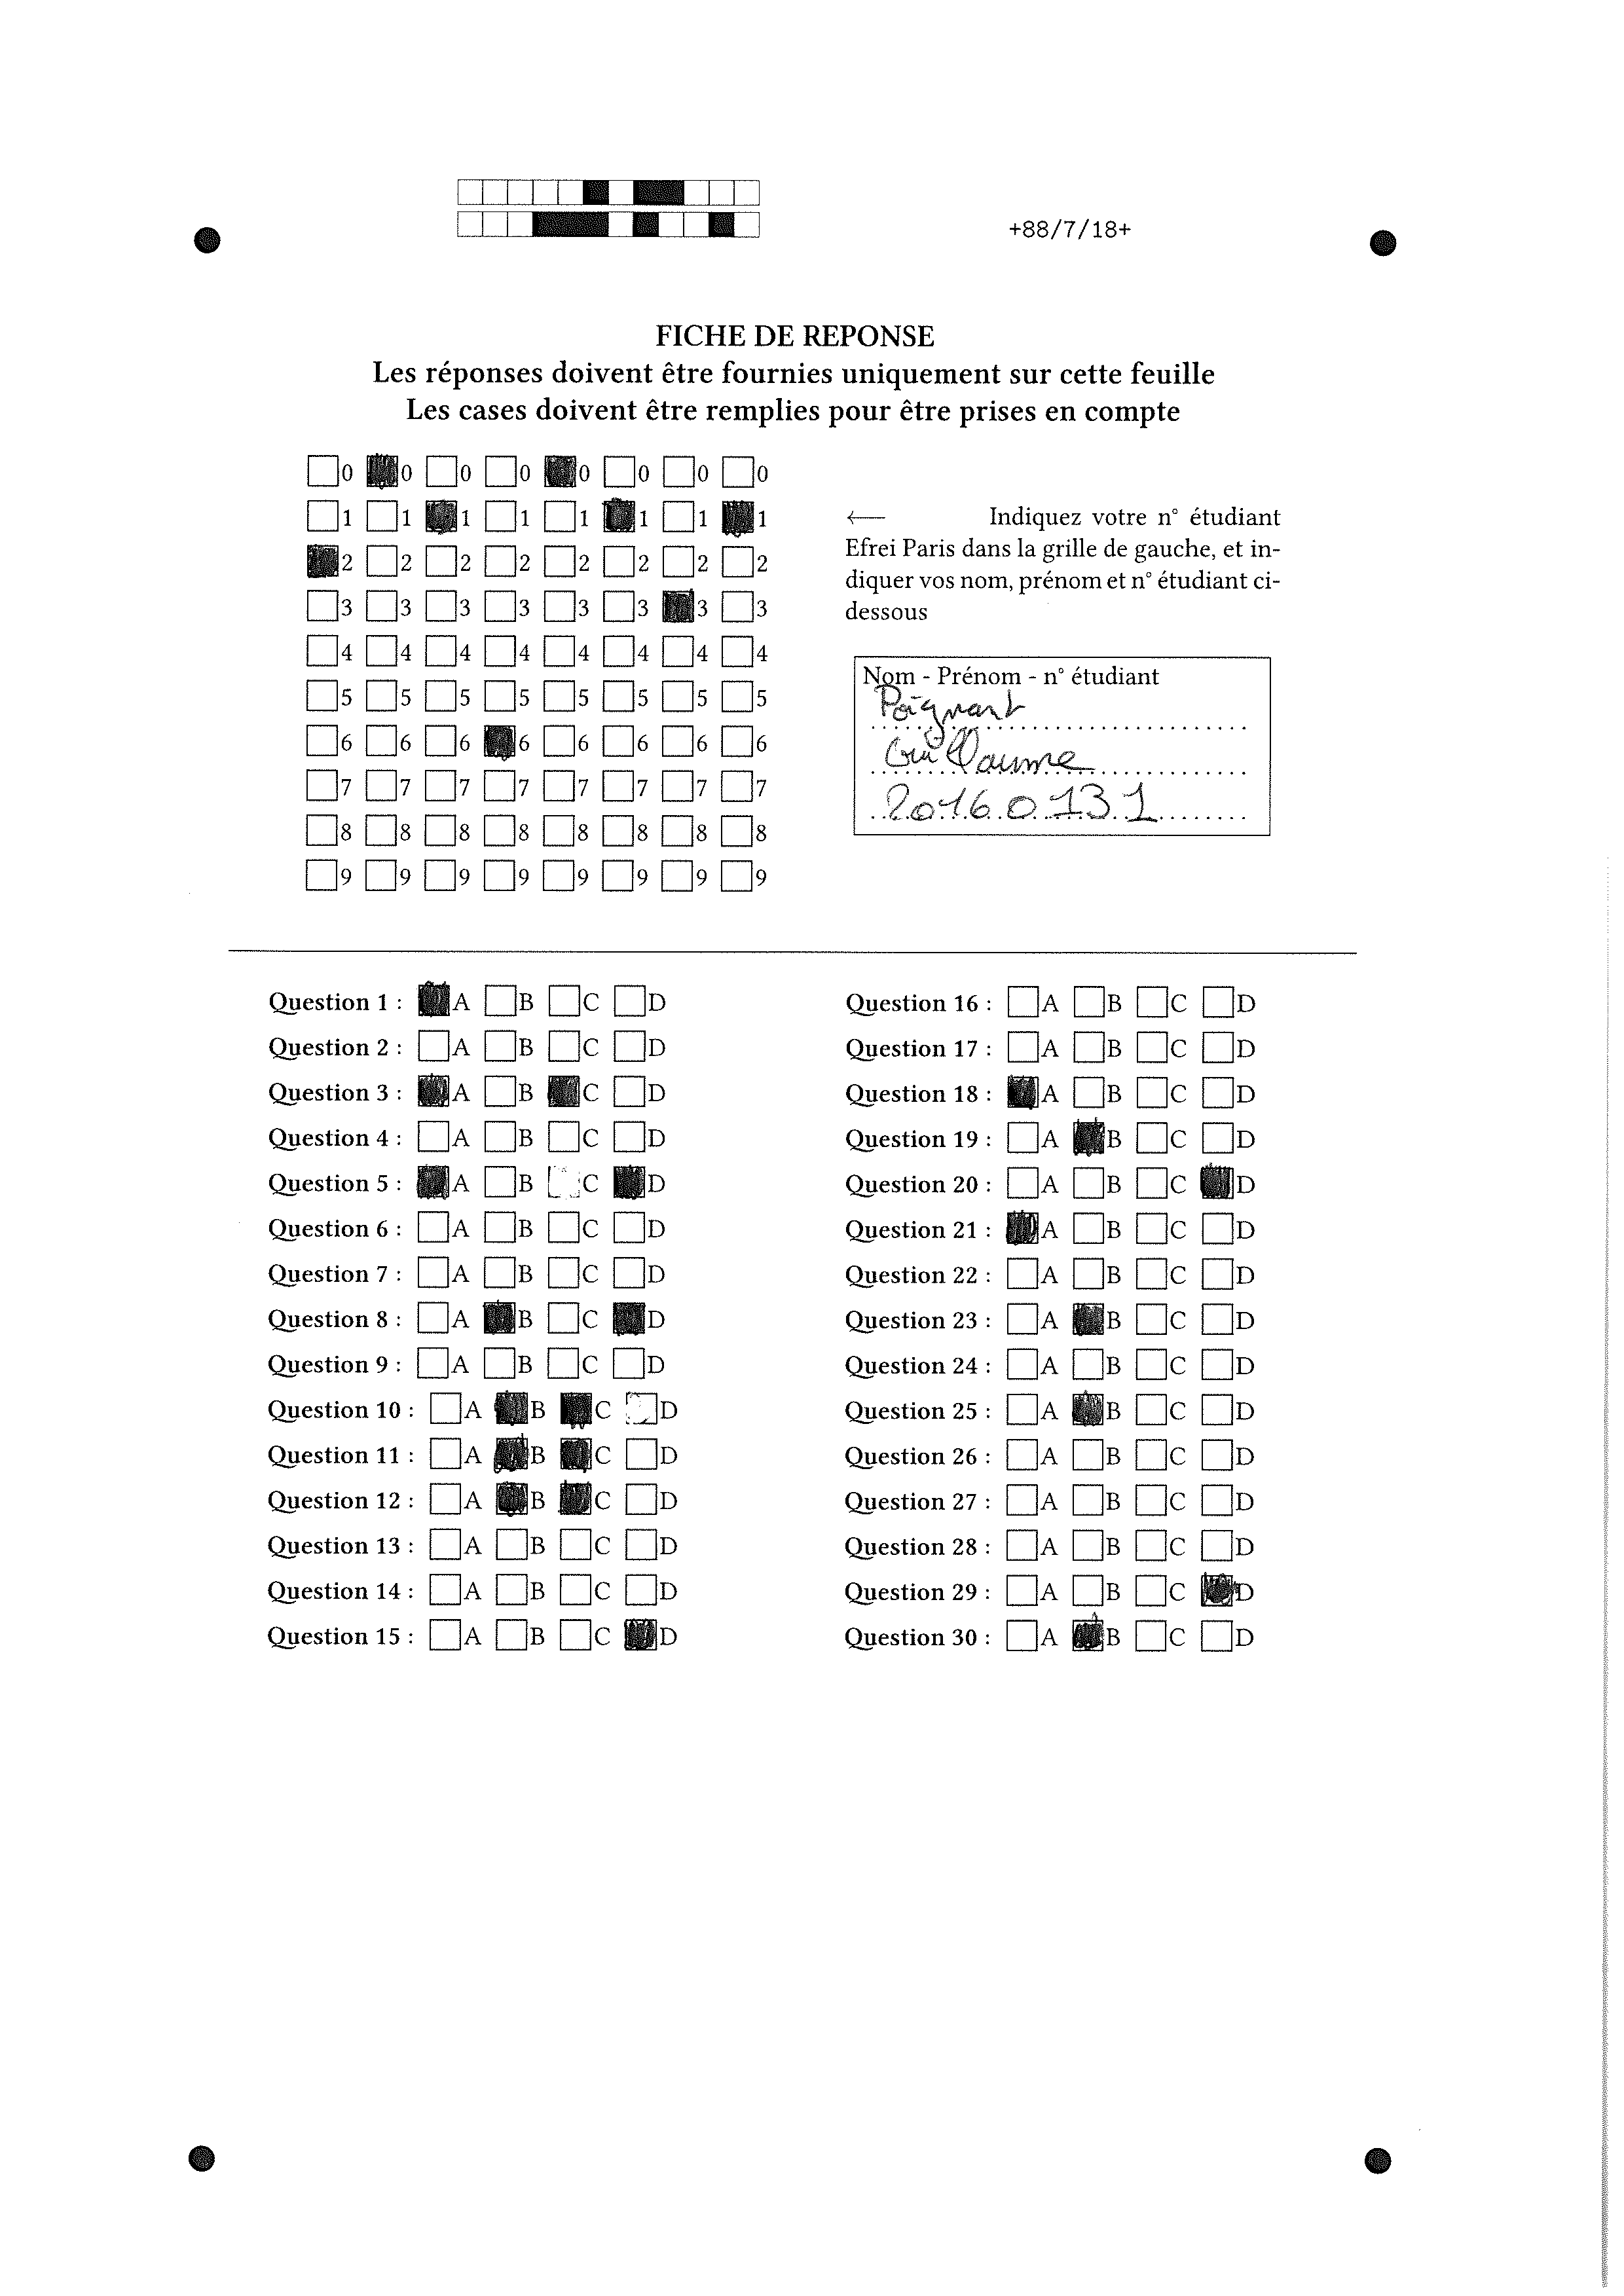 +88/7/18+
FICHE DE REPONSE
Les réponses doivent être fournies uniquement sur cette feuille
Les cases doivent être remplies pour être prises en compte
0 0 0 0 0 0 0 0
1 1 1 1 1 1 1 1
2 2 2 2 2 2 2 2
3 3 3 3 3 3 3 3
4 4 4 4 4 4 4 4
5 5 5 5 5 5 5 5
6 6 6 6 6 6 6 6
7 7 7 7 7 7 7 7
8 8 8 8 8 8 8 8
9 9 9 9 9 9 9 9
← Indiquez votre n° étudiant
Efrei Paris dans la grille de gauche, et in-
diquer vos nom, prénom et n° étudiant ci-
dessous
Nom - Prénom - n° étudiant
Poignant
Guillaume
20160131
Question 1 : A B C D
Question 2 : A B C D
Question 3 : A B C D
Question 4 : A B C D
Question 5 : A B C D
Question 6 : A B C D
Question 7 : A B C D
Question 8 : A B C D
Question 9 : A B C D
Question 10 : A B C D
Question 11 : A B C D
Question 12 : A B C D
Question 13 : A B C D
Question 14 : A B C D
Question 15 : A B C D
Question 16 : A B C D
Question 17 : A B C D
Question 18 : A B C D
Question 19 : A B C D
Question 20 : A B C D
Question 21 : A B C D
Question 22 : A B C D
Question 23 : A B C D
Question 24 : A B C D
Question 25 : A B C D
Question 26 : A B C D
Question 27 : A B C D
Question 28 : A B C D
Question 29 : A B C D
Question 30 : A B C D